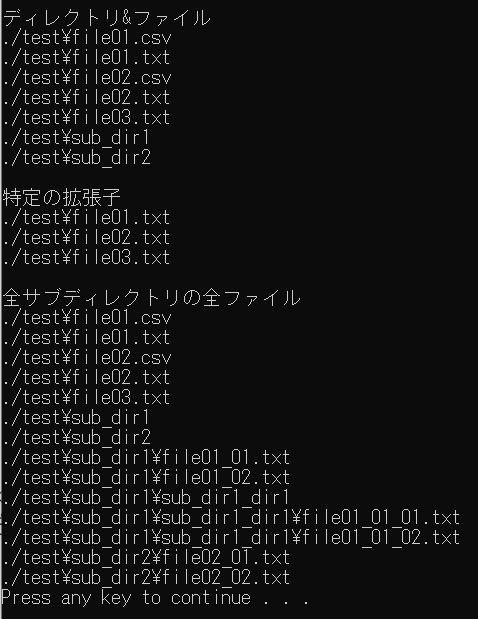 ディレクトリ&ファイル
./test¥file01.csv
./test¥file01.txt
./test¥file02.csv
./test¥file02.txt
./test¥file03.txt
./test¥sub_dir1
./test¥sub_dir2
特定の拡張子
./test¥file01.txt
./test¥file02.txt
./test¥file03.txt
全サブディレクトリの全ファイル
./test¥file01.csv
./test¥file01.txt
./test¥file02.csv
./test¥file02.txt
./test¥file03.txt
./test¥sub_dir1
./test¥sub_dir2
./test¥sub_dir1¥file01_01.txt
./test¥sub_dir1¥file01_02.txt
./test¥sub_dir1¥sub_dir1_dir1
./test¥sub_dir1¥sub_dir1_dir1¥file01_01_01.txt
./test¥sub_dir1¥sub_dir1_dir1¥file01_01_02.txt
./test¥sub_dir2¥file02_01.txt
./test¥sub_dir2¥file02_02.txt
Press any key to continue . . .